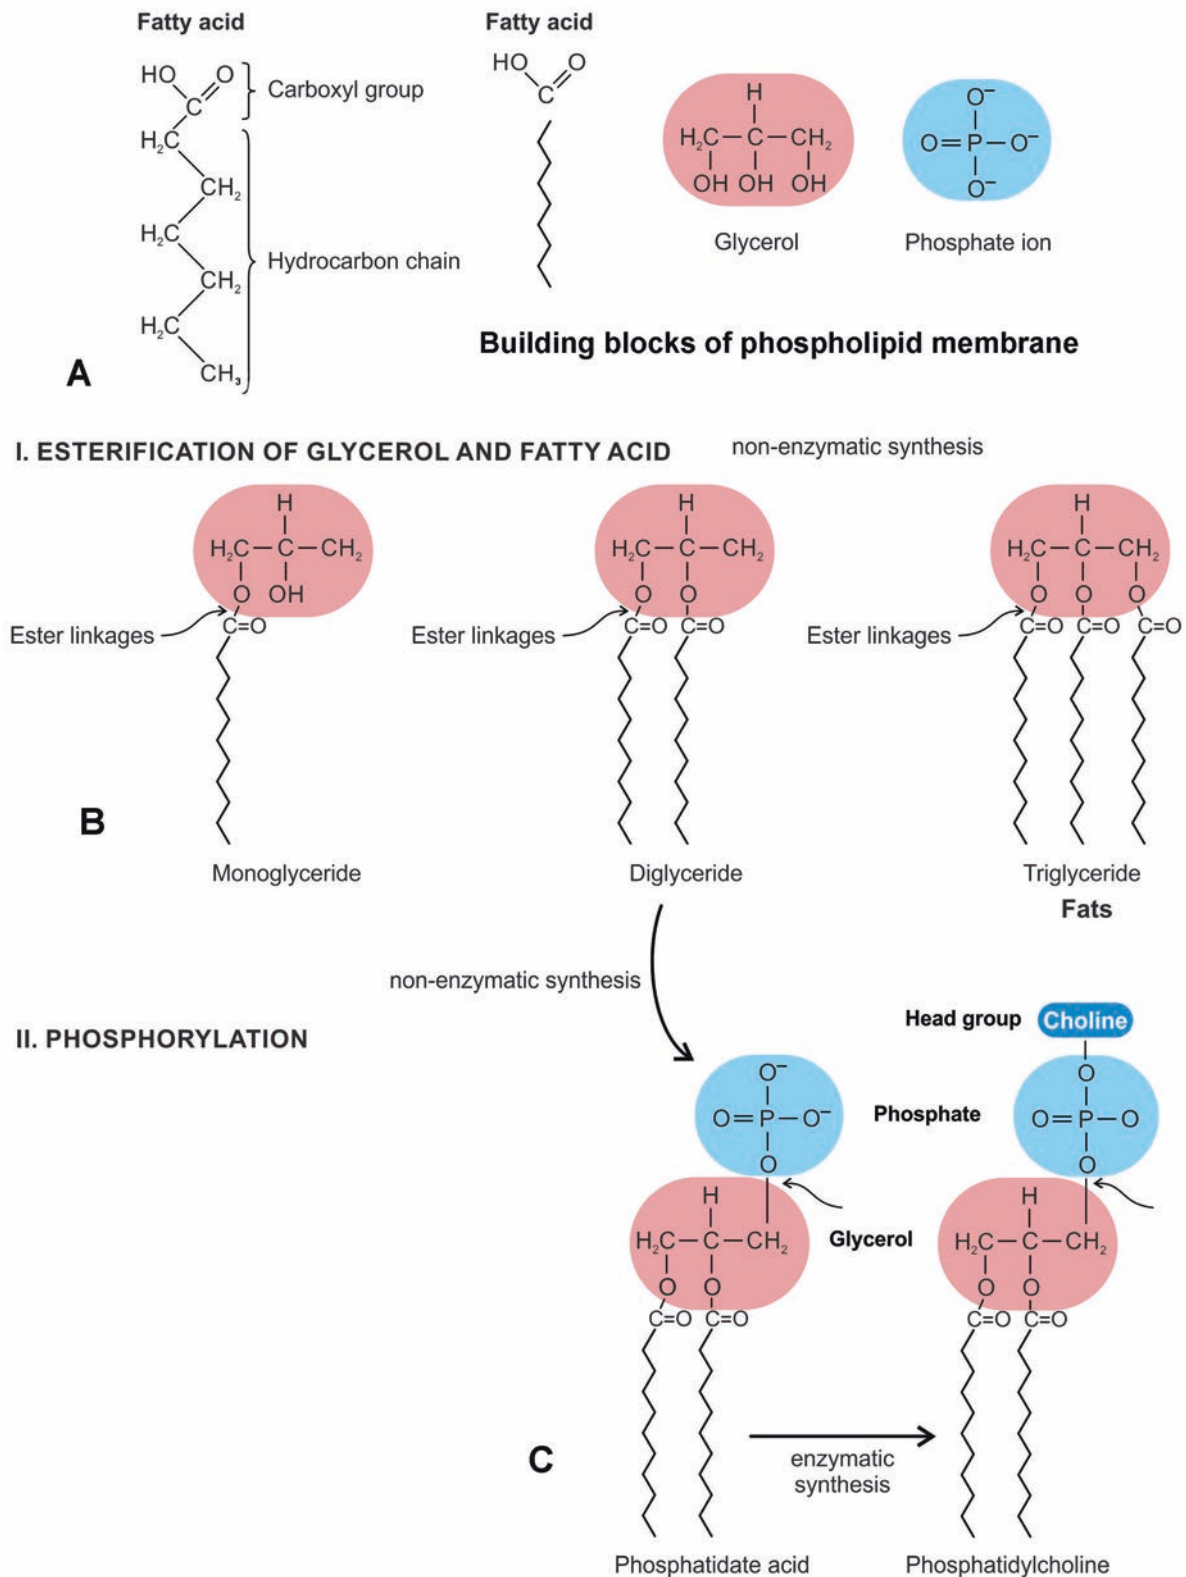 Fatty acid
Fatty acid
HO
O
C
Carboxyl group
H₂C
CH₂
H₂C
Hydrocarbon chain
CH₂
H₂C
CH₃
HO
O
C
H
H₂C—C—CH₂
OH OH OH
Glycerol
O⁻
O=P—O⁻
O⁻
Phosphate ion
Building blocks of phospholipid membrane
A
I. ESTERIFICATION OF GLYCEROL AND FATTY ACID
non-enzymatic synthesis
H
H₂C—C—CH₂
O OH
C=O
Ester linkages
Monoglyceride
H
H₂C—C—CH₂
O O
C=O C=O
Ester linkages
Diglyceride
H
H₂C—C—CH₂
O O O
C=O C=O C=O
Ester linkages
Triglyceride
Fats
B
non-enzymatic synthesis
II. PHOSPHORYLATION
Head group
Choline
O⁻
O=P—O⁻
O
Phosphate
O
O=P—O
O
H
H₂C—C—CH₂
O O
C=O C=O
Glycerol
H
H₂C—C—CH₂
O O
C=O C=O
C
enzymatic
synthesis
Phosphatidate acid
Phosphatidylcholine